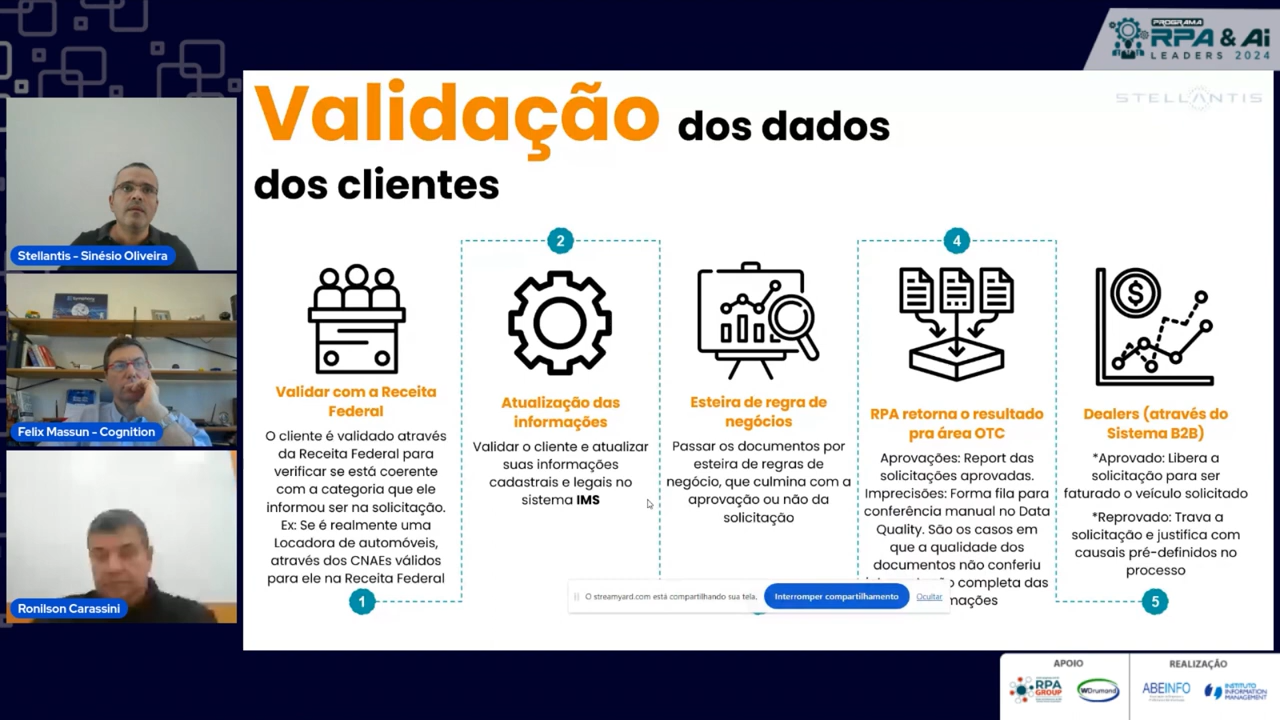 PROGRAMA
RPA & Ai
LEADERS 2024
STELLANTIS
Validação dos dados
dos clientes
2
4
Validar com a Receita
Federal
O cliente é validado através
da Receita Federal para
verificar se está coerente
com a categoria que ele
informou ser na solicitação.
Ex: Se é realmente uma
Locadora de automóveis,
através dos CNAEs válidos
para ele na Receita Federal
1
Atualização das
informações
Validar o cliente e atualizar
suas informações
cadastrais e legais no
sistema IMS
Esteira de regra de
negócios
Passar os documentos por
esteira de regras de
negócio, que culmina com a
aprovação ou não da
solicitação
RPA retorna o resultado
pra área OTC
Aprovações: Report das
solicitações aprovadas.
Imprecisões: Forma fila para
conferência manual no Data
Quality. São os casos em
que a qualidade dos
documentos não conferiu
completa das
mações
Dealers (através do
Sistema B2B)
*Aprovado: Libera a
solicitação para ser
faturado o veículo solicitado
*Reprovado: Trava a
solicitação e justifica com
causais pré-definidos no
processo
5
O streamyard.com está compartilhando sua tela.
Interromper compartilhamento
Ocultar
Stellantis - Sinésio Oliveira
Felix Massun - Cognition
Ronilson Carassini
APOIO
RPA
GROUP
WDrumond
REALIZAÇÃO
ABEINFO
INSTITUTO
INFORMATION
MANAGEMENT